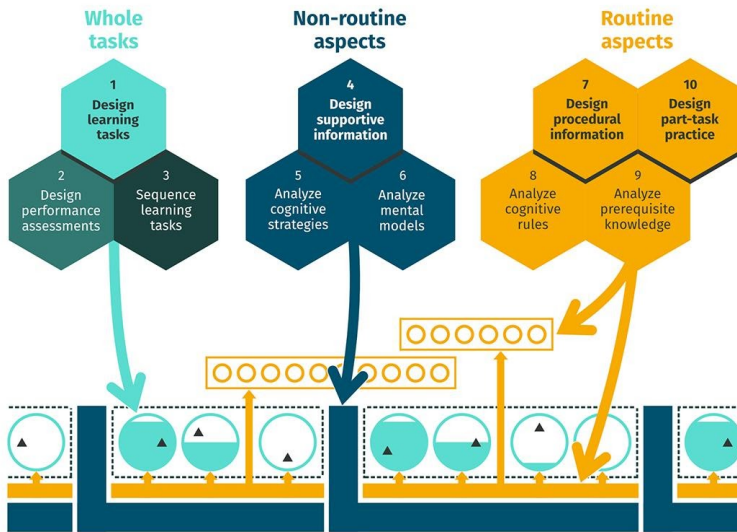 Whole
tasks
1
Design
learning
tasks
2
Design
performance
assessments
3
Sequence
learning
tasks
Non-routine
aspects
4
Design
supportive
information
5
Analyze
cognitive
strategies
6
Analyze
mental
models
Routine
aspects
7
Design
procedural
information
10
Design
part-task
practice
8
Analyze
cognitive
rules
9
Analyze
prerequisite
knowledge